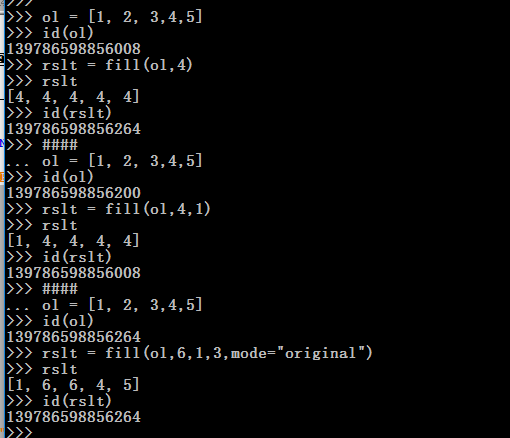 >>>
>>> ol = [1, 2, 3,4,5]
>>> id(ol)
139786598856008
>>> rslt = fill(ol,4)
>>> rslt
[4, 4, 4, 4, 4]
>>> id(rslt)
139786598856264
>>> ####
... ol = [1, 2, 3,4,5]
>>> id(ol)
139786598856200
>>> rslt = fill(ol,4,1)
>>> rslt
[1, 4, 4, 4, 4]
>>> id(rslt)
139786598856008
>>> ####
... ol = [1, 2, 3,4,5]
>>> id(ol)
139786598856264
>>> rslt = fill(ol,6,1,3,mode="original")
>>> rslt
[1, 6, 6, 4, 5]
>>> id(rslt)
139786598856264
>>>